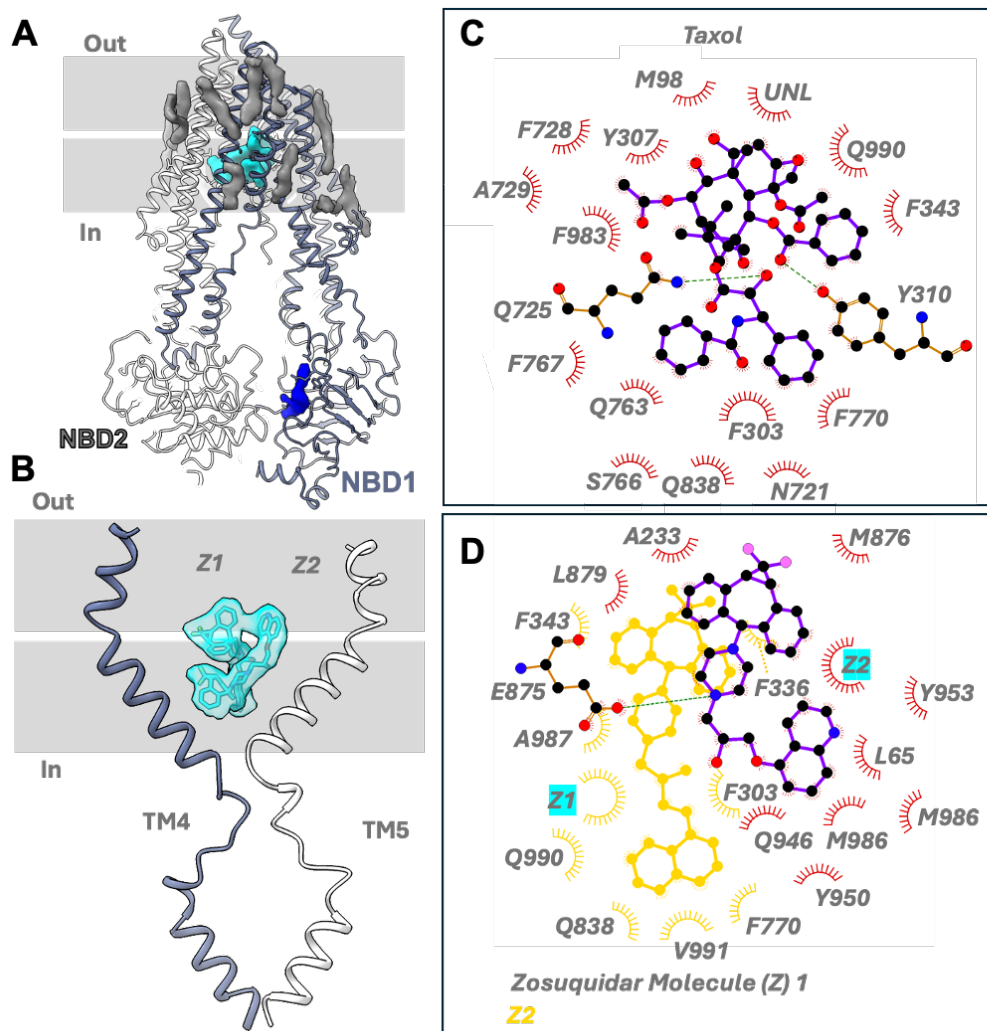 A
Out
In
NBD2
NBD1
B
Out
Z1
Z2
In
TM4
TM5
C
Taxol
M98
UNL
F728
Y307
Q990
A729
F343
F983
Q725
Y310
F767
Q763
F303
F770
S766
Q838
N721
D
A233
M876
L879
F343
Z2
E875
F336
Y953
A987
L65
Z1
F303
M986
Q946
M986
Q990
Y950
Q838
F770
V991
Zosuquidar Molecule (Z) 1
Z2